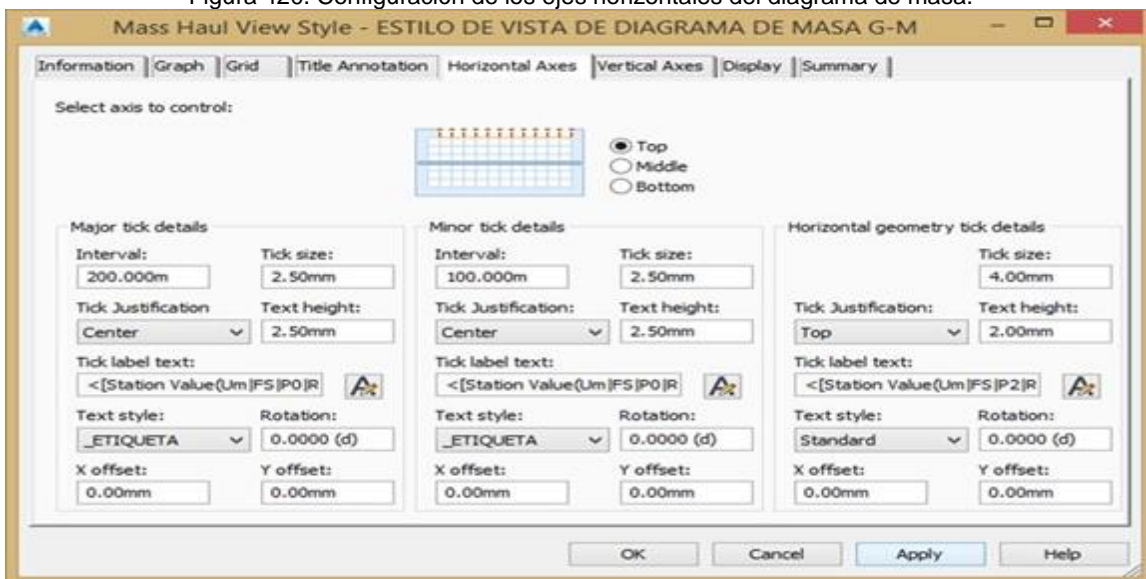 Figura 426. Configuración de los ejes horizontales del diagrama de masa.
Mass Haul View Style - ESTILO DE VISTA DE DIAGRAMA DE MASA G-M
Information Graph Grid Title Annotation Horizontal Axes Vertical Axes Display Summary
Select axis to control:
Top
Middle
Bottom
Major tick details
Interval: Tick size:
200.000m 2.50mm
Tick Justification Text height:
Center 2.50mm
Tick label text:
<[Station Value(Um|FS|P0|R
Text style: Rotation:
_ETIQUETA 0.0000 (d)
X offset: Y offset:
0.00mm 0.00mm
Minor tick details
Interval: Tick size:
100.000m 2.50mm
Tick Justification: Text height:
Center 2.50mm
Tick label text:
<[Station Value(Um|FS|P0|R
Text style: Rotation:
_ETIQUETA 0.0000 (d)
X offset: Y offset:
0.00mm 0.00mm
Horizontal geometry tick details
Tick size:
4.00mm
Tick Justification: Text height:
Top 2.00mm
Tick label text:
<[Station Value(Um|FS|P2|R
Text style: Rotation:
Standard 0.0000 (d)
X offset: Y offset:
0.00mm 0.00mm
OK Cancel Apply Help